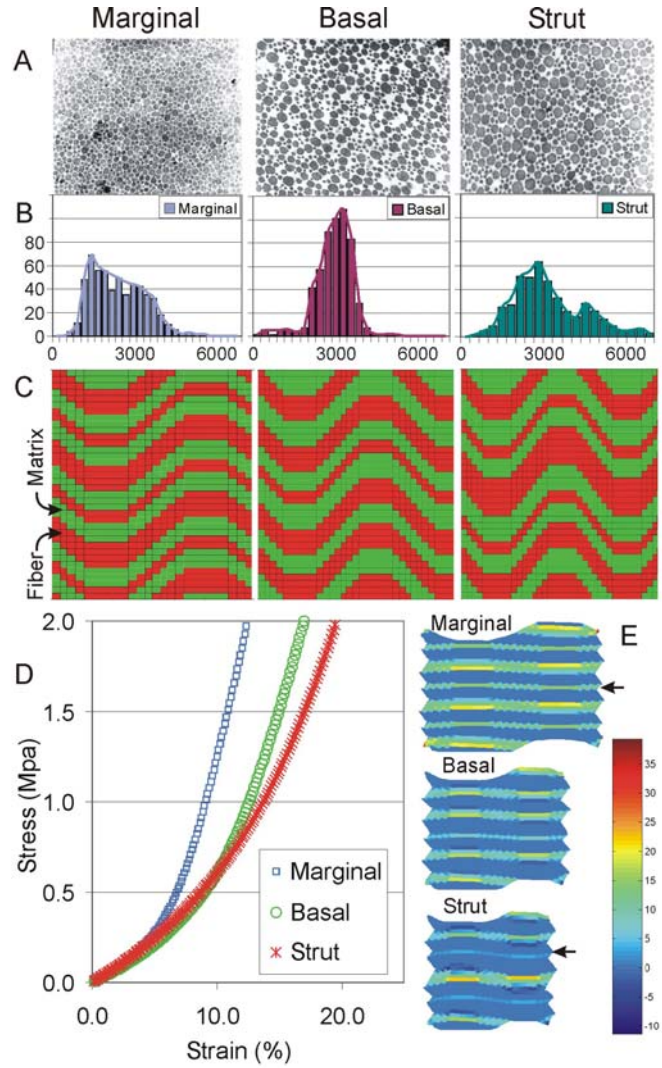 Marginal Basal Strut
A
B
Marginal
Basal
Strut
80
60
40
20
0
0 3000 6000
0 3000 6000
0 3000 6000
C
Matrix
Fiber
D
2.0
1.5
1.0
0.5
0.0
Stress (Mpa)
Marginal
Basal
Strut
0.0 10.0 20.0
Strain (%)
E
Marginal
Basal
Strut
35
30
25
20
15
10
5
0
-5
-10